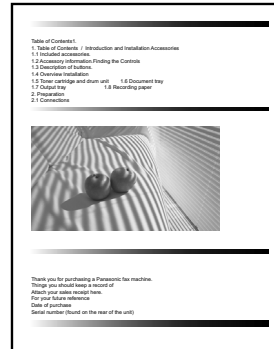 Table of Contents1.
1. Table of Contents / Introduction and Installation Accessories
1.1 Included accessories.
1.2 Accessory information.Finding the Controls
1.3 Description of buttons.
1.4 Overview Installation
1.5 Toner cartridge and drum unit 1.6 Document tray
1.7 Output tray 1.8 Recording paper
2. Preparation
2.1 Connections
Thank you for purchasing a Panasonic fax machine.
Things you should keep a record of
Attach your sales receipt here.
For your future reference
Date of purchase
Serial number (found on the rear of the unit)